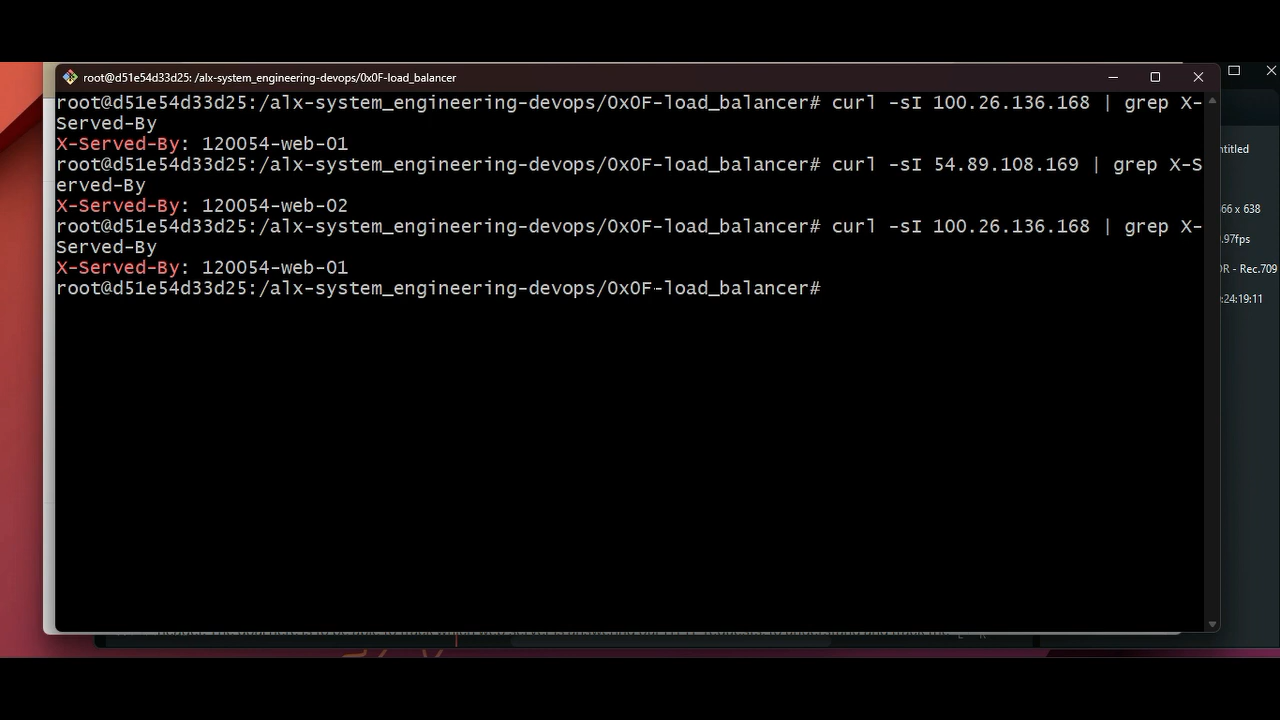 root@d51e54d33d25: /alx-system_engineering-devops/0x0F-load_balancer
root@d51e54d33d25:/alx-system_engineering-devops/0x0F-load_balancer# curl -sI 100.26.136.168 | grep X-
Served-By
X-Served-By: 120054-web-01
root@d51e54d33d25:/alx-system_engineering-devops/0x0F-load_balancer# curl -sI 54.89.108.169 | grep X-S
erved-By
X-Served-By: 120054-web-02
root@d51e54d33d25:/alx-system_engineering-devops/0x0F-load_balancer# curl -sI 100.26.136.168 | grep X-
Served-By
X-Served-By: 120054-web-01
root@d51e54d33d25:/alx-system_engineering-devops/0x0F-load_balancer#
ntitled
66 x 638
.97fps
DR - Rec.709
:24:19:11